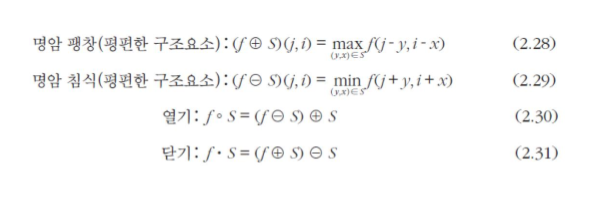 명암 팽창(평편한 구조요소): (f ⊕ S)(j, i) = max_{(y,x)∈S} f(j - y, i - x) (2.28)
명암 침식(평편한 구조요소): (f ⊖ S)(j, i) = min_{(y,x)∈S} f(j + y, i + x) (2.29)
열기: f ∘ S = (f ⊖ S) ⊕ S (2.30)
닫기: f • S = (f ⊕ S) ⊖ S (2.31)